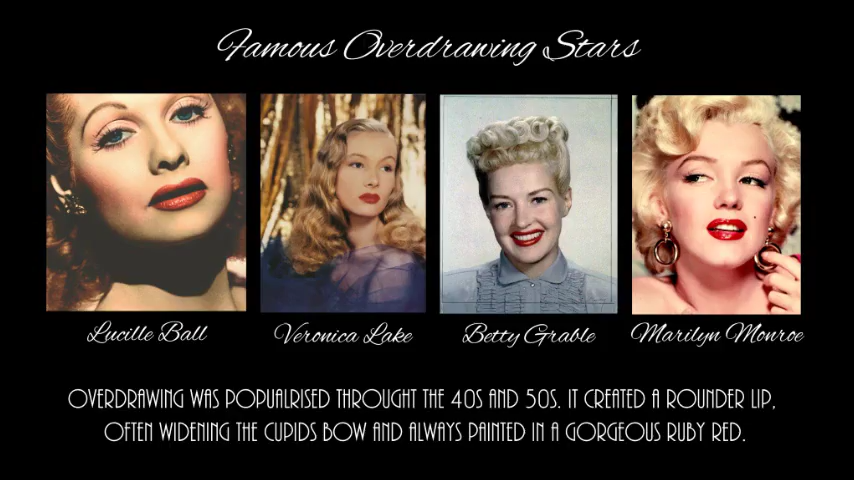 Famous Overdrawing Stars
Lucille Ball Veronica Lake Betty Grable Marilyn Monroe
OVERDRAWING WAS POPUALRISED THROUGHT THE 40S AND 50S. IT CREATED A ROUNDER LIP,
OFTEN WIDENING THE CUPIDS BOW AND ALWAYS PAINTED IN A GORGEOUS RUBY RED.